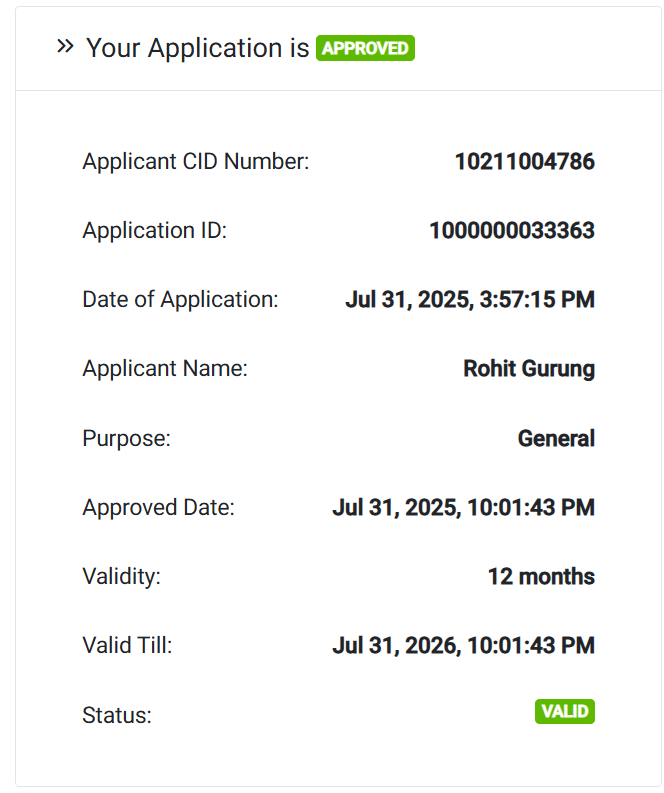 » Your Application is APPROVED
Applicant CID Number: 10211004786
Application ID: 1000000033363
Date of Application: Jul 31, 2025, 3:57:15 PM
Applicant Name: Rohit Gurung
Purpose: General
Approved Date: Jul 31, 2025, 10:01:43 PM
Validity: 12 months
Valid Till: Jul 31, 2026, 10:01:43 PM
Status: VALID